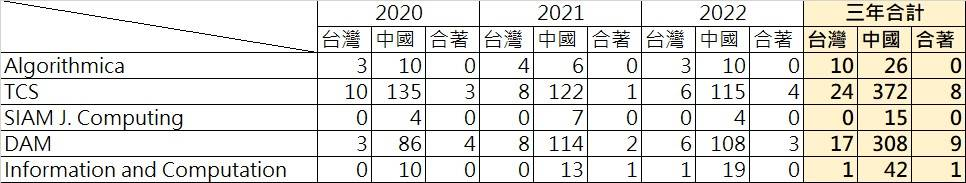 2020 2021 2022 三年合計
台灣 中國 合著 台灣 中國 合著 台灣 中國 合著 台灣 中國 合著
Algorithmica 3 10 0 4 6 0 3 10 0 10 26 0
TCS 10 135 3 8 122 1 6 115 4 24 372 8
SIAM J. Computing 0 4 0 0 7 0 0 4 0 0 15 0
DAM 3 86 4 8 114 2 6 108 3 17 308 9
Information and Computation 0 10 0 0 13 1 1 19 0 1 42 1